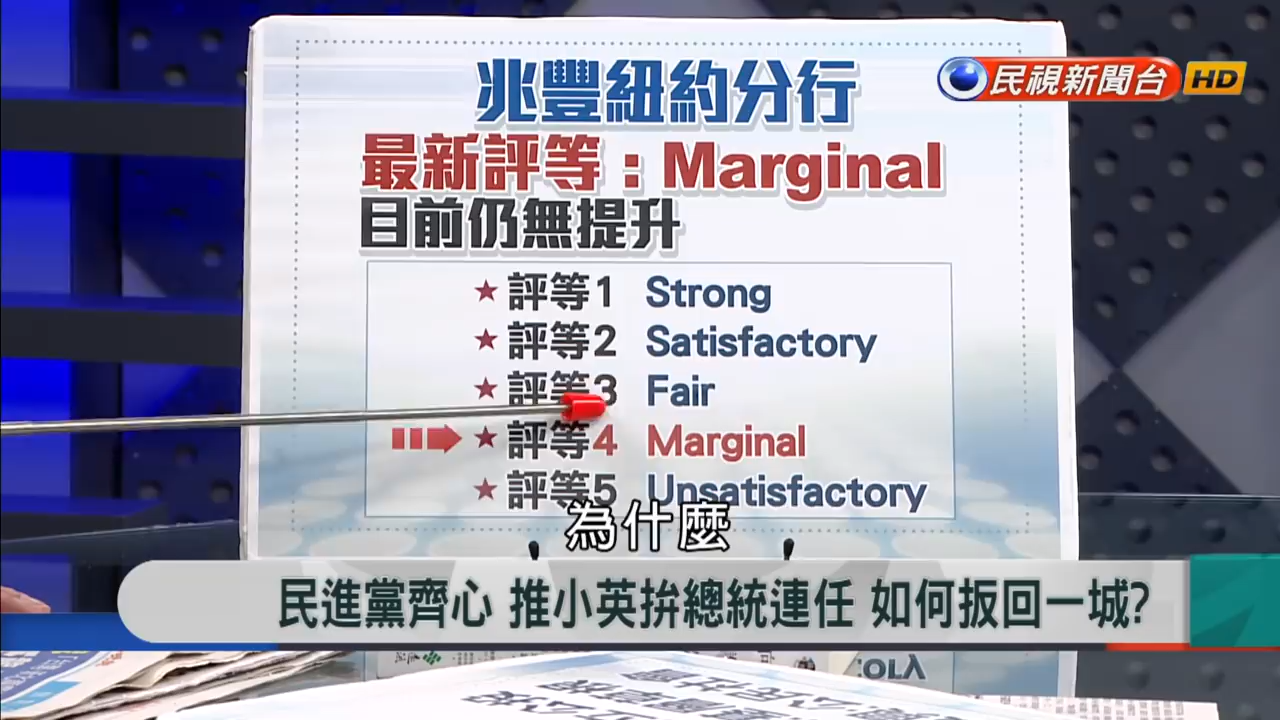 兆豐紐約分行
民視新聞台 HD
最新評等：Marginal
目前仍無提升
★評等1 Strong
★評等2 Satisfactory
★評等3 Fair
★評等4 Marginal
★評等5 Unsatisfactory
為什麼
民進黨齊心 推小英拚總統連任 如何扳回一城?